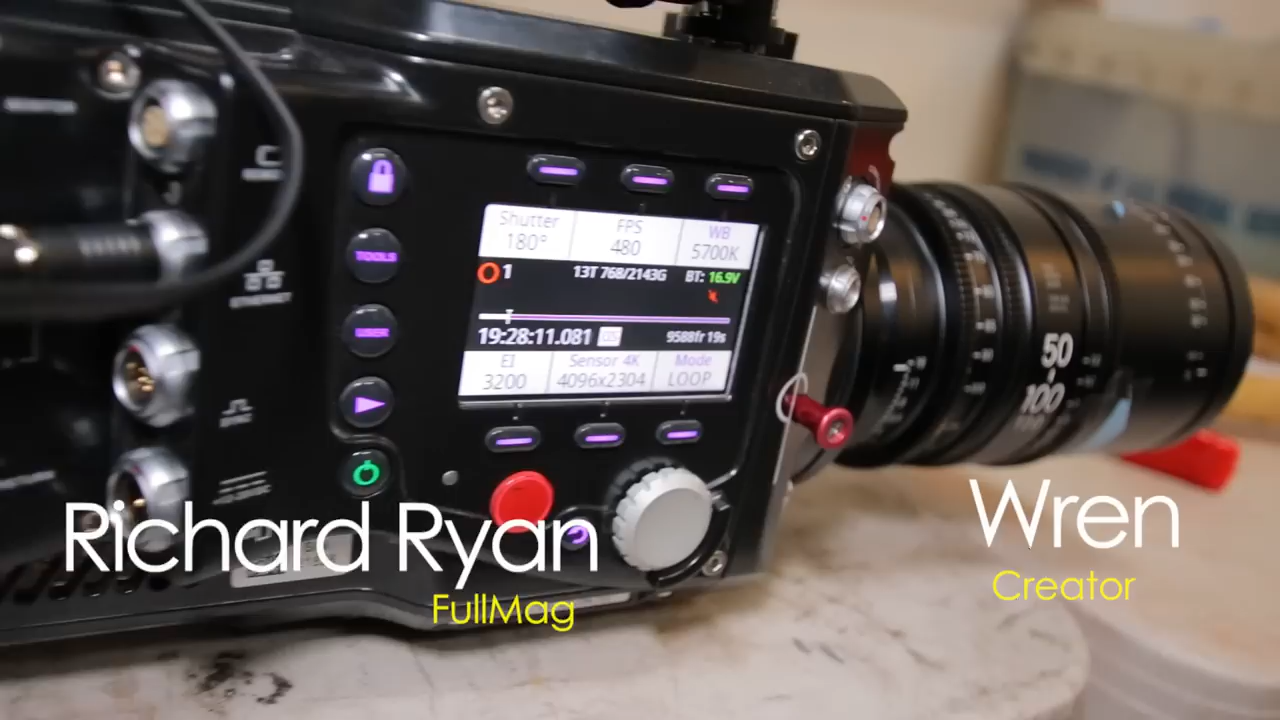 TOOLS
USER
ETHERNET
Shutter FPS WB
180° 480 5700K
1 13T 768/2143G BT: 16.9V
19:28:11.081 9588fr 19s
EI Sensor 4K Mode
3200 4096x2304 LOOP
50
100
Richard Ryan
FullMag
Wren
Creator